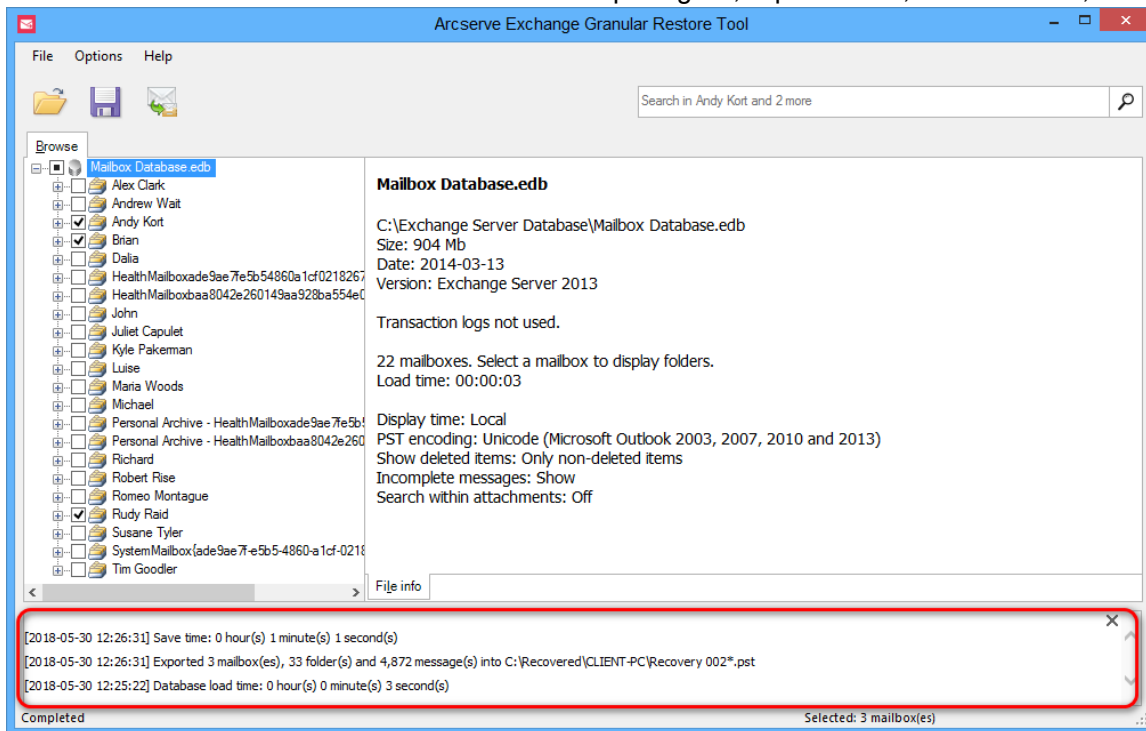 Arcserve Exchange Granular Restore Tool
File Options Help
Search in Andy Kort and 2 more
Browse
Mailbox Database.edb
Alex Clark
Andrew Wait
Andy Kort
Brian
Dalia
HealthMailboxade9ae7fe5b54860a1cf0218267
HealthMailboxbaa8042e260149aa928ba554e0
John
Juliet Capulet
Kyle Pakerman
Luise
Maria Woods
Michael
Personal Archive - HealthMailboxade9ae7fe5b5
Personal Archive - HealthMailboxbaa8042e260
Richard
Robert Rise
Romeo Montague
Rudy Raid
Susane Tyler
SystemMailbox{ade9ae7f-e5b5-4860-a1cf-0218
Tim Goodler
Mailbox Database.edb
C:\Exchange Server Database\Mailbox Database.edb
Size: 904 Mb
Date: 2014-03-13
Version: Exchange Server 2013
Transaction logs not used.
22 mailboxes. Select a mailbox to display folders.
Load time: 00:00:03
Display time: Local
PST encoding: Unicode (Microsoft Outlook 2003, 2007, 2010 and 2013)
Show deleted items: Only non-deleted items
Incomplete messages: Show
Search within attachments: Off
File info
[2018-05-30 12:26:31] Save time: 0 hour(s) 1 minute(s) 1 second(s)
[2018-05-30 12:26:31] Exported 3 mailbox(es), 33 folder(s) and 4,872 message(s) into C:\Recovered\CLIENT-PC\Recovery 002*.pst
[2018-05-30 12:25:22] Database load time: 0 hour(s) 0 minute(s) 3 second(s)
Completed
Selected: 3 mailbox(es)